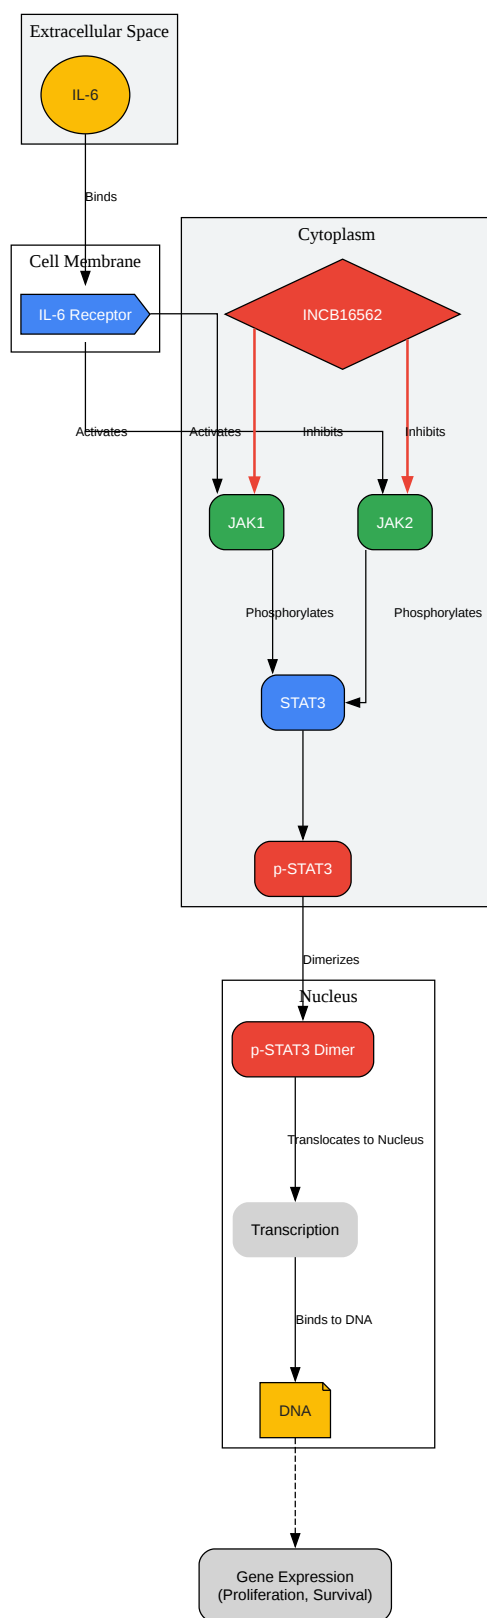 Extracellular Space
IL-6
Binds
Cytoplasm
Cell Membrane
IL-6 Receptor
INCB16562
Activates
Activates
Inhibits
Inhibits
JAK1
JAK2
Phosphorylates
Phosphorylates
STAT3
p-STAT3
Dimerizes
Nucleus
p-STAT3 Dimer
Translocates to Nucleus
Transcription
Binds to DNA
DNA
Gene Expression
(Proliferation, Survival)